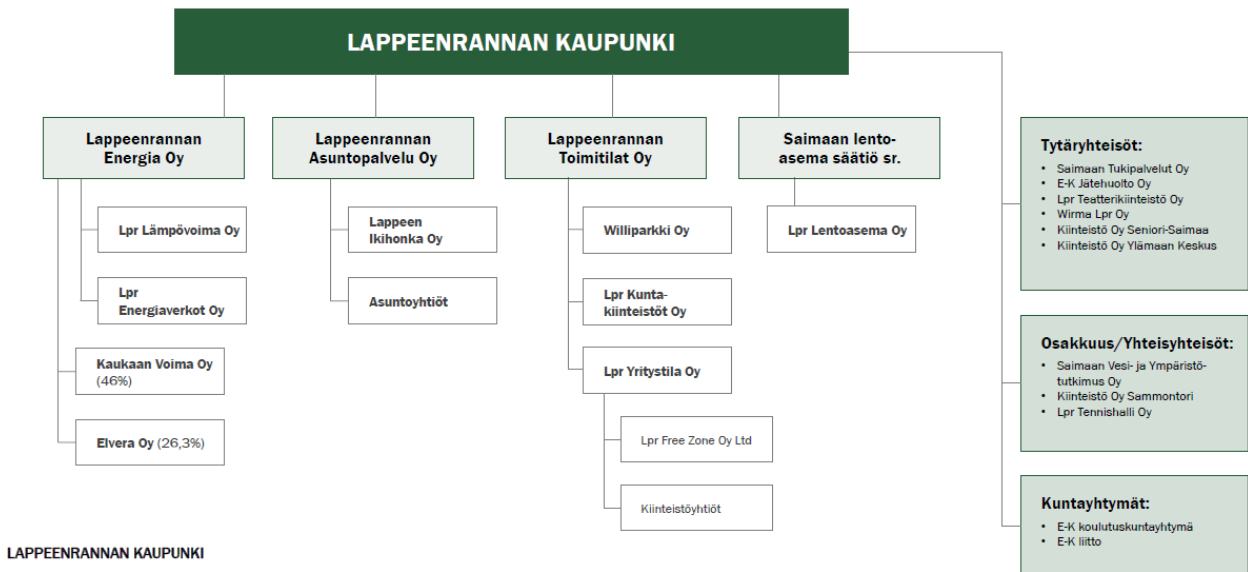 LAPPEENRANNAN KAUPUNKI
Lappeenrannan
Energia Oy
Lpr Lämpövoima Oy
Lpr
Energiaverkot Oy
Kaukaan Voima Oy
(46%)
Elvera Oy (26,3%)
Lappeenrannan
Asuntopalvelu Oy
Lappeen
Ikihonka Oy
Asuntoyhtiöt
Lappeenrannan
Toimitilat Oy
Williparkki Oy
Lpr Kunta-
kiinteistöt Oy
Lpr Yritystila Oy
Lpr Free Zone Oy Ltd
Kiinteistöyhtiöt
Saimaan lento-
asema säätiö sr.
Lpr Lentoasema Oy
Tytäryhteisöt:
• Saimaan Tukipalvelut Oy
• E-K Jätehuolto Oy
• Lpr Teatterikiinteistö Oy
• Wirma Lpr Oy
• Kiinteistö Oy Seniori-Saimaa
• Kiinteistö Oy Ylämaan Keskus
Osakkuus/Yhteisyhteisöt:
• Saimaan Vesi- ja Ympäristö-
tutkimus Oy
• Kiinteistö Oy Sammontori
• Lpr Tennishalli Oy
Kuntayhtymät:
• E-K koulutuskuntayhtymä
• E-K liitto
LAPPEENRANNAN KAUPUNKI